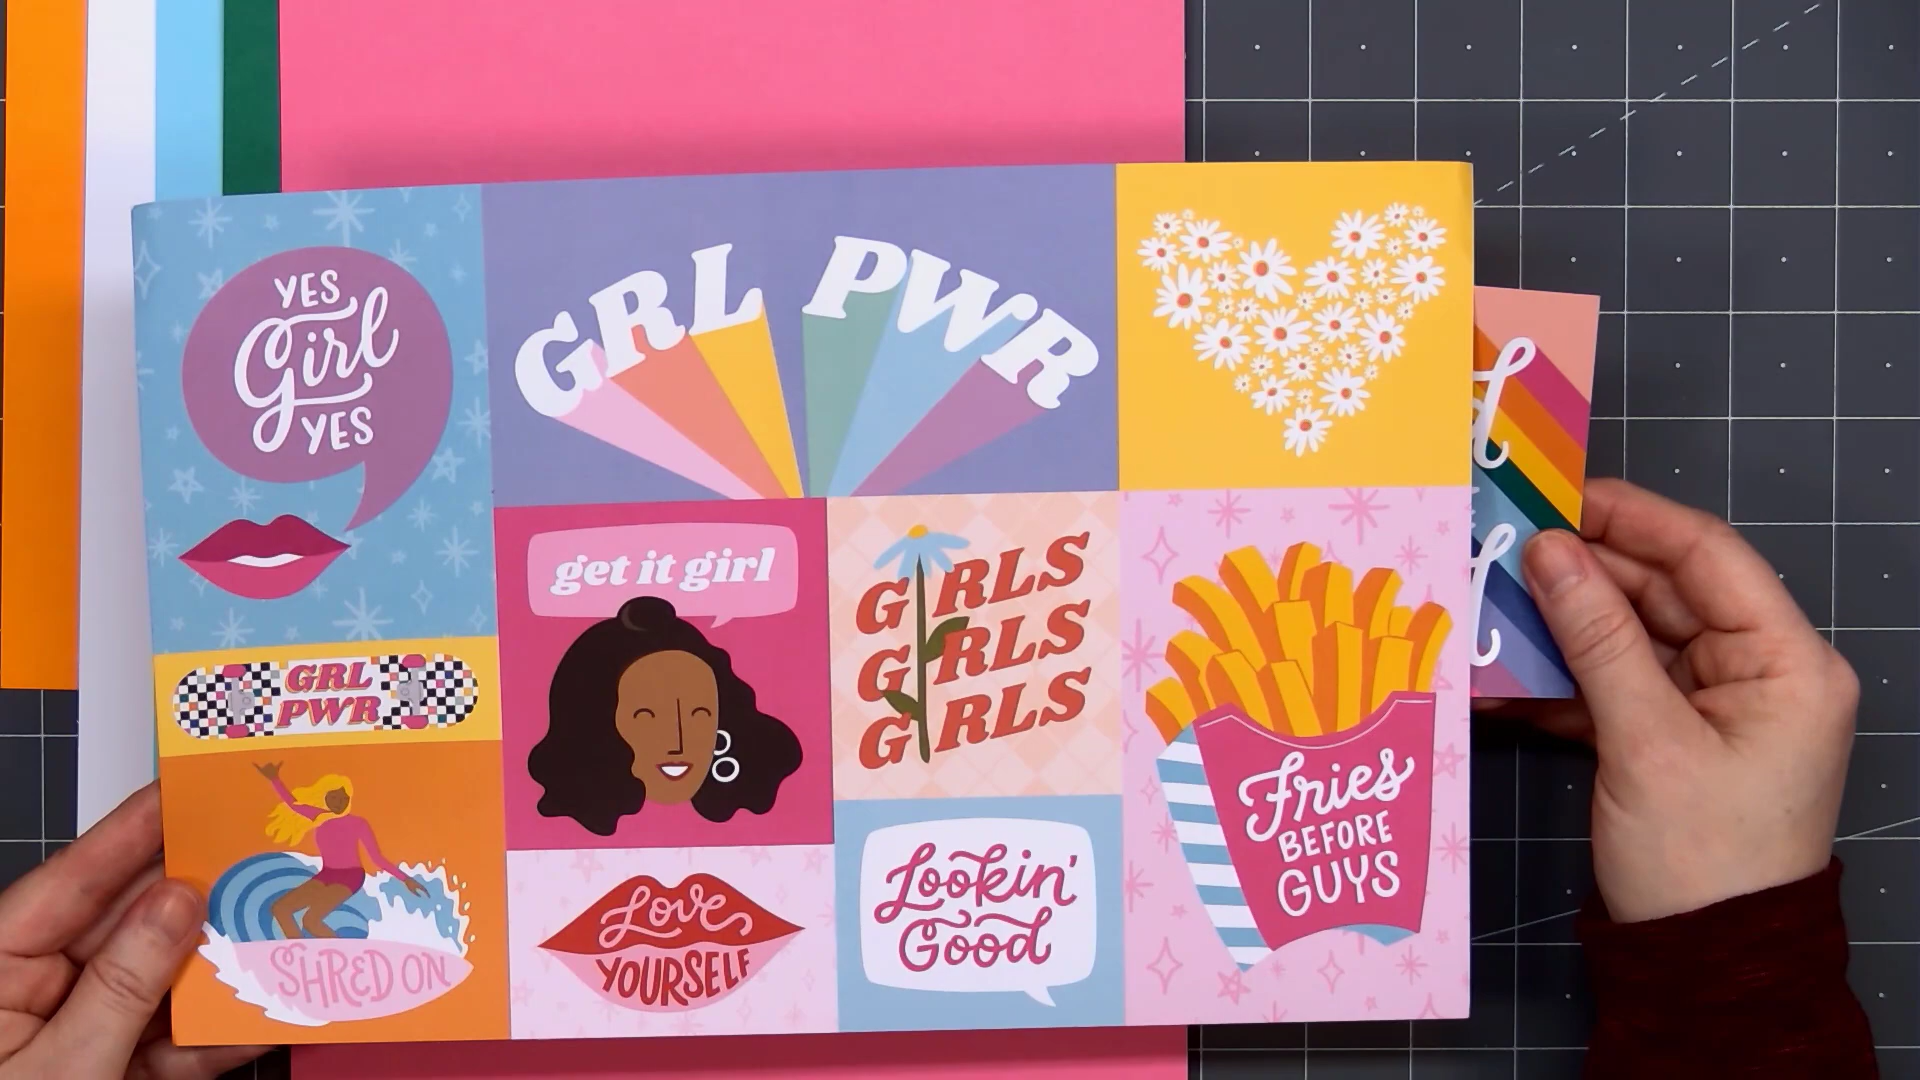 YES
Girl
YES
GRL PWR
get it girl
GIRLS
GIRLS
GIRLS
GRL
PWR
SHRED ON
Love
YOURSELF
Lookin'
Good
Fries
BEFORE
GUYS